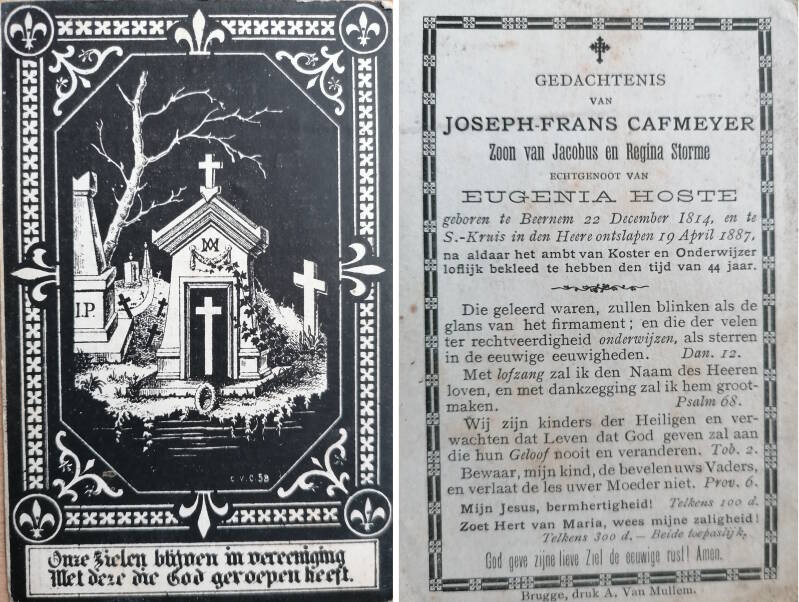 I.P.
C.V.C. 58
Onze zielen blijven in vereeniging
Met deze die God geroepen heeft.
GEDACHTENIS
VAN
JOSEPH-FRANS CAFMEYER
Zoon van Jacobus en Regina Storme
ECHTGENOOT VAN
EUGENIA HOSTE
geboren te Beernem 22 December 1814, en te
S.-Kruis in den Heere ontslapen 19 April 1887,
na aldaar het ambt van Koster en Onderwijzer
loflijk bekleed te hebben den tijd van 44 jaar.
Die geleerd waren, zullen blinken als de
glans van het firmament; en die der velen
ter rechtveerdigheid onderwijzen, als sterren
in de eeuwige eeuwigheden. Dan. 12.
Met lofzang zal ik den Naam des Heeren
loven, en met dankzegging zal ik hem groot-
maken. Psalm 68.
Wij zijn kinders der Heiligen en ver-
wachten dat Leven dat God geven zal aan
die hun Geloof nooit en veranderen. Tob. 2.
Bewaar, mijn kind, de bevelen uws Vaders,
en verlaat de les uwer Moeder niet. Prov. 6.
Mijn Jesus, bermhertigheid! Telkens 100 d.
Zoet Hert van Maria, wees mijne zaligheid!
Telkens 300 d. — Beide toepaslijk.
God geve zijne lieve Ziel de eeuwige rust! Amen.
Brugge, druk A. Van Mullem.